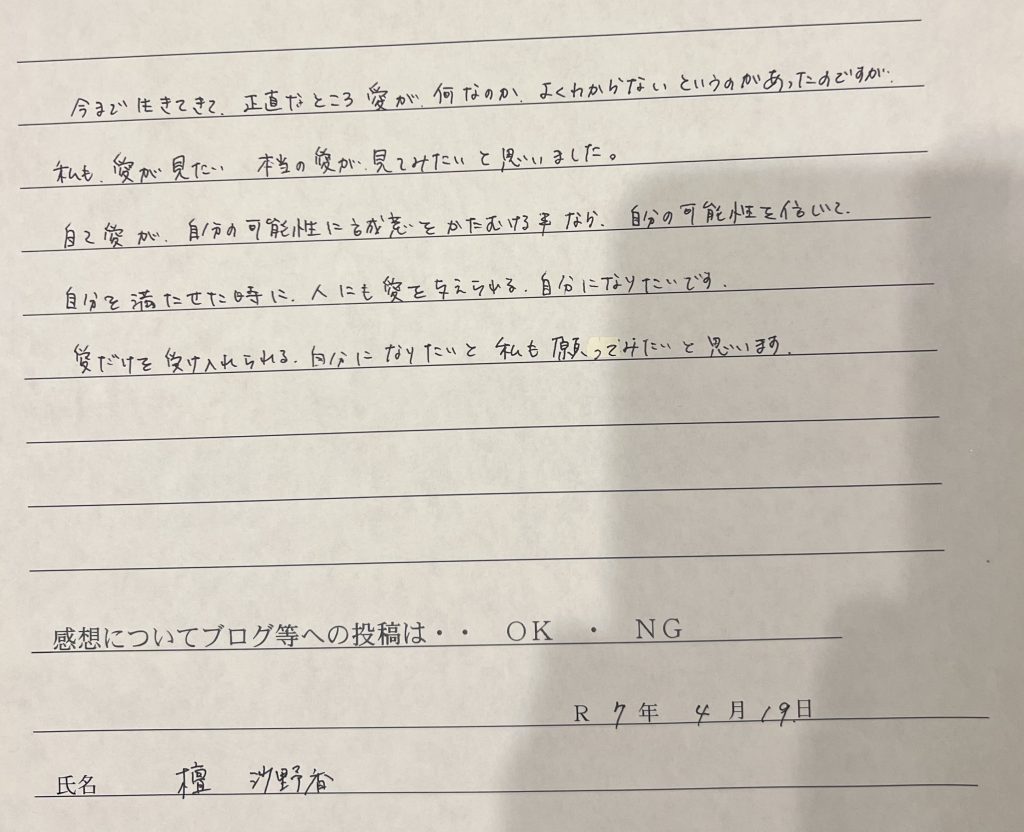 今まで生きてきて、正直なところ愛が、何なのか、よくわからないというのがあったのですが、
私も、愛が見たい 本当の愛が、見てみたいと思いました。
自己愛が、自分の可能性に誠意をかたむける事なら、自分の可能性を信じて、
自分を満たせた時に、人にも愛を与えられる、自分になりたいです。
愛だけを受け入れられる、自分になりたいと私も願ってみたいと思います。
感想についてブログ等への投稿は・・ OK ・ NG
R 7年 4月19日
氏名 檀 沙野香